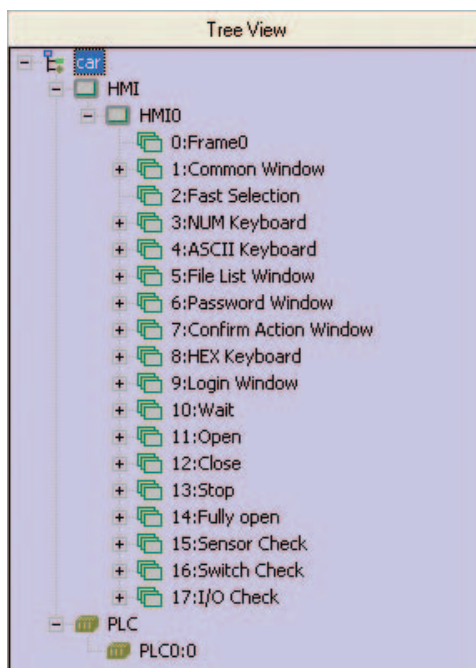 Tree View
car
HMI
HMI0
0:Frame0
1:Common Window
2:Fast Selection
3:NUM Keyboard
4:ASCII Keyboard
5:File List Window
6:Password Window
7:Confirm Action Window
8:HEX Keyboard
9:Login Window
10:Wait
11:Open
12:Close
13:Stop
14:Fully open
15:Sensor Check
16:Switch Check
17:I/O Check
PLC
PLC0:0